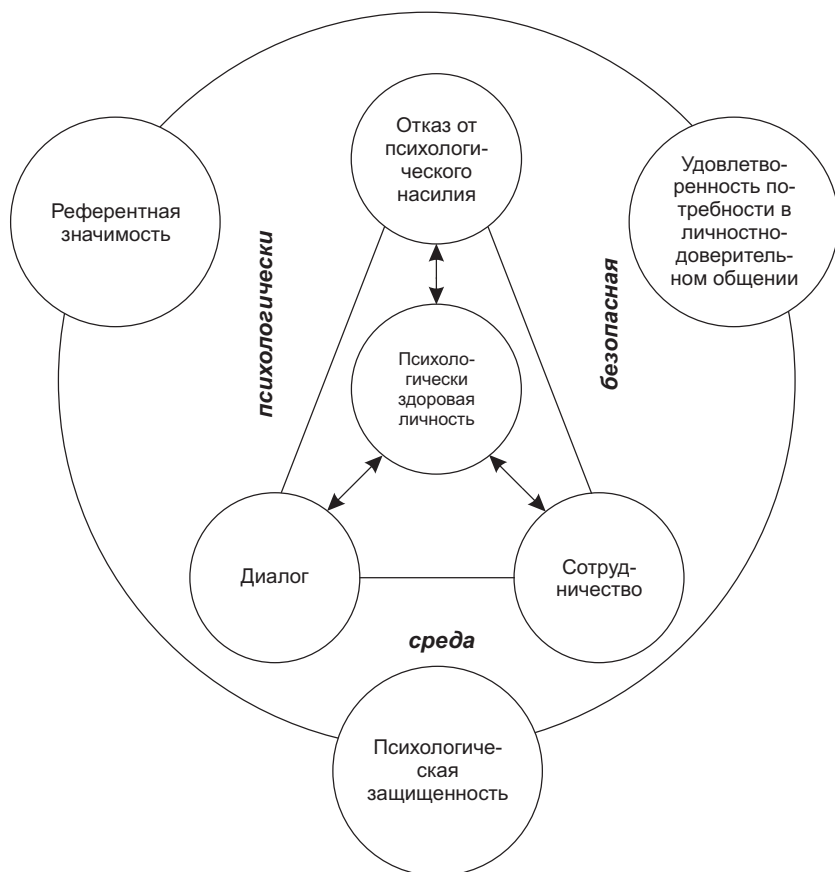 Отказ от
психологи-
ческого
насилия
Референтная
значимость
Удовлетво-
ренность по-
требности в
личностно-
доверитель-
ном общении
психологически
безопасная
Психоло-
гически
здоровая
личность
Диалог
Сотруд-
ничество
среда
Психологиче-
ская
защищенность